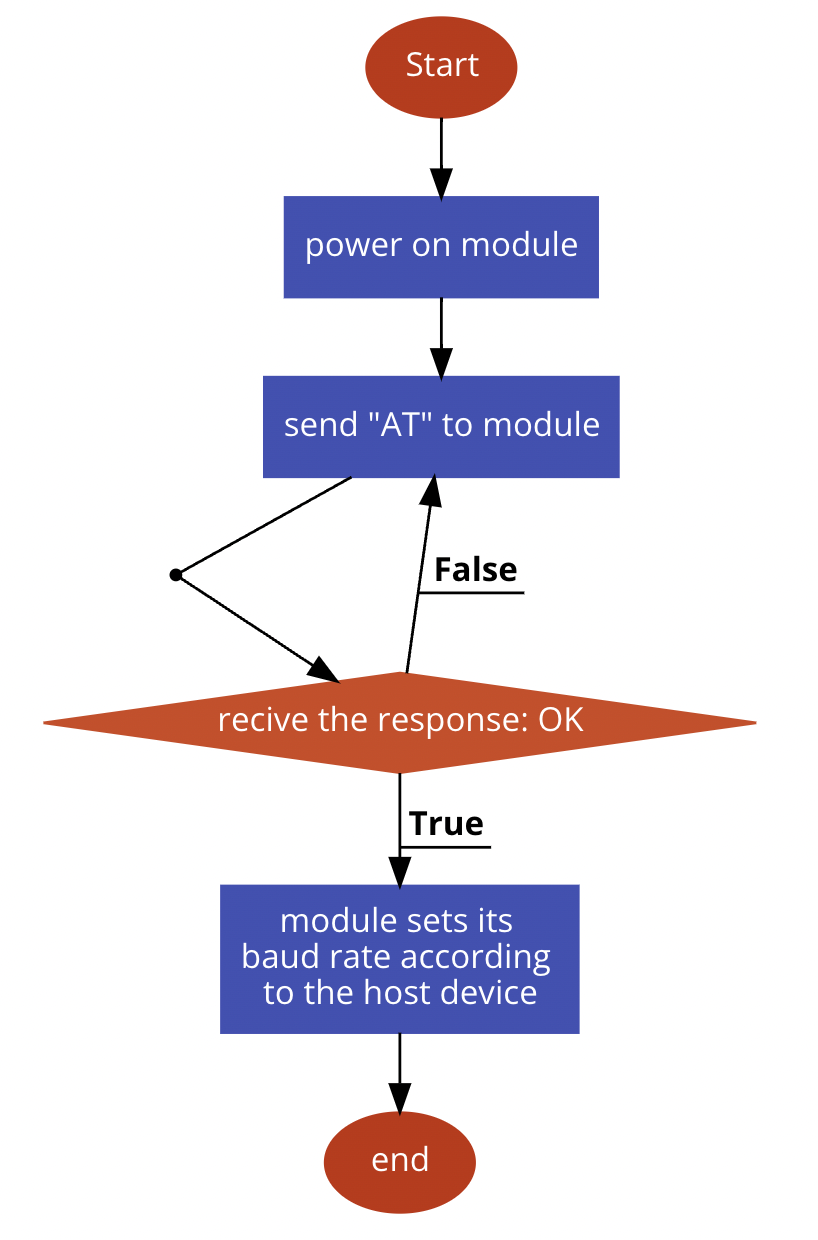 Start
power on module
send "AT" to module
False
recive the response: OK
True
module sets its
baud rate according
to the host device
end